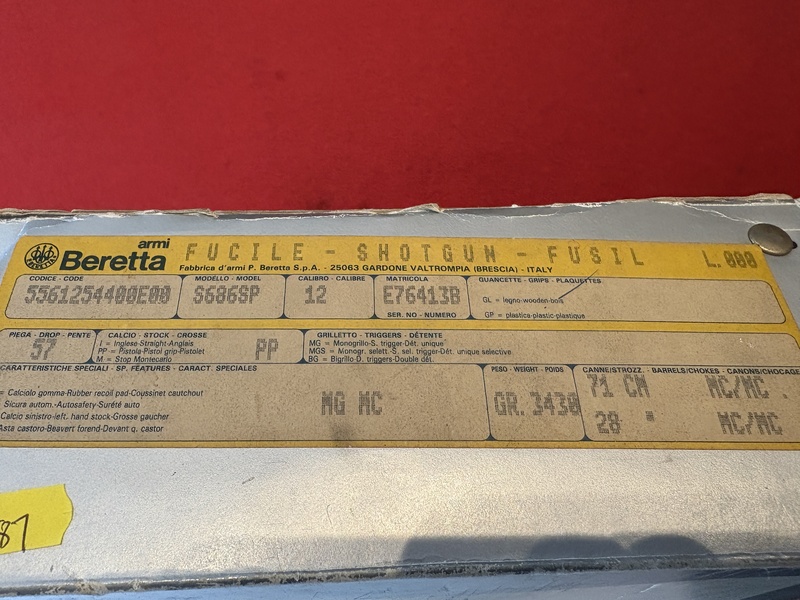 armi
Beretta
FUCILE - SHOTGUN - FUSIL L.000
Fabbrica d'armi P. Beretta S.p.A. - 25063 GARDONE VALTROMPIA (BRESCIA) - ITALY
CODICE - CODE MODELLO - MODEL CALIBRO - CALIBRE MATRICOLA GUANCETTE - GRIPS - PLAQUETTES
5561254400E00 S686SP 12 E76413B
GL = legno-wooden-bois
SER. NO - NUMÉRO GP = plastica-plastic-plastique
PIEGA - DROP - PENTE CALCIO - STOCK - CROSSE GRILLETTO - TRIGGERS - DÉTENTE
57 I = Inglese-Straight-Anglais PP MG = Monogrillo-S. trigger-Dét. unique
PP = Pistola-Pistol grip-Pistolet MGS = Monogr. selett.-S. sel. trigger-Dét. unique selective
M = Stop Montecarlo BG = Bigrillo-D. triggers-Double dét.
CARATTERISTICHE SPECIALI - SP. FEATURES - CARACT. SPECIALES PESO - WEIGHT - POIDS CANNE/STROZZ. - BARRELS/CHOKES - CANONS/CHOCAGE
= Calciolo gomma-Rubber recoil pad-Coussinet cautchout 71 CM MC/MC .
Sicura autom.-Autosafety-Sureté auto MG MC GR. 3430
Calcio sinistro-left. hand stock-Grosse gaucher 28 " MC/MC
Asta castoro-Beavert forend-Devant q. castor
87